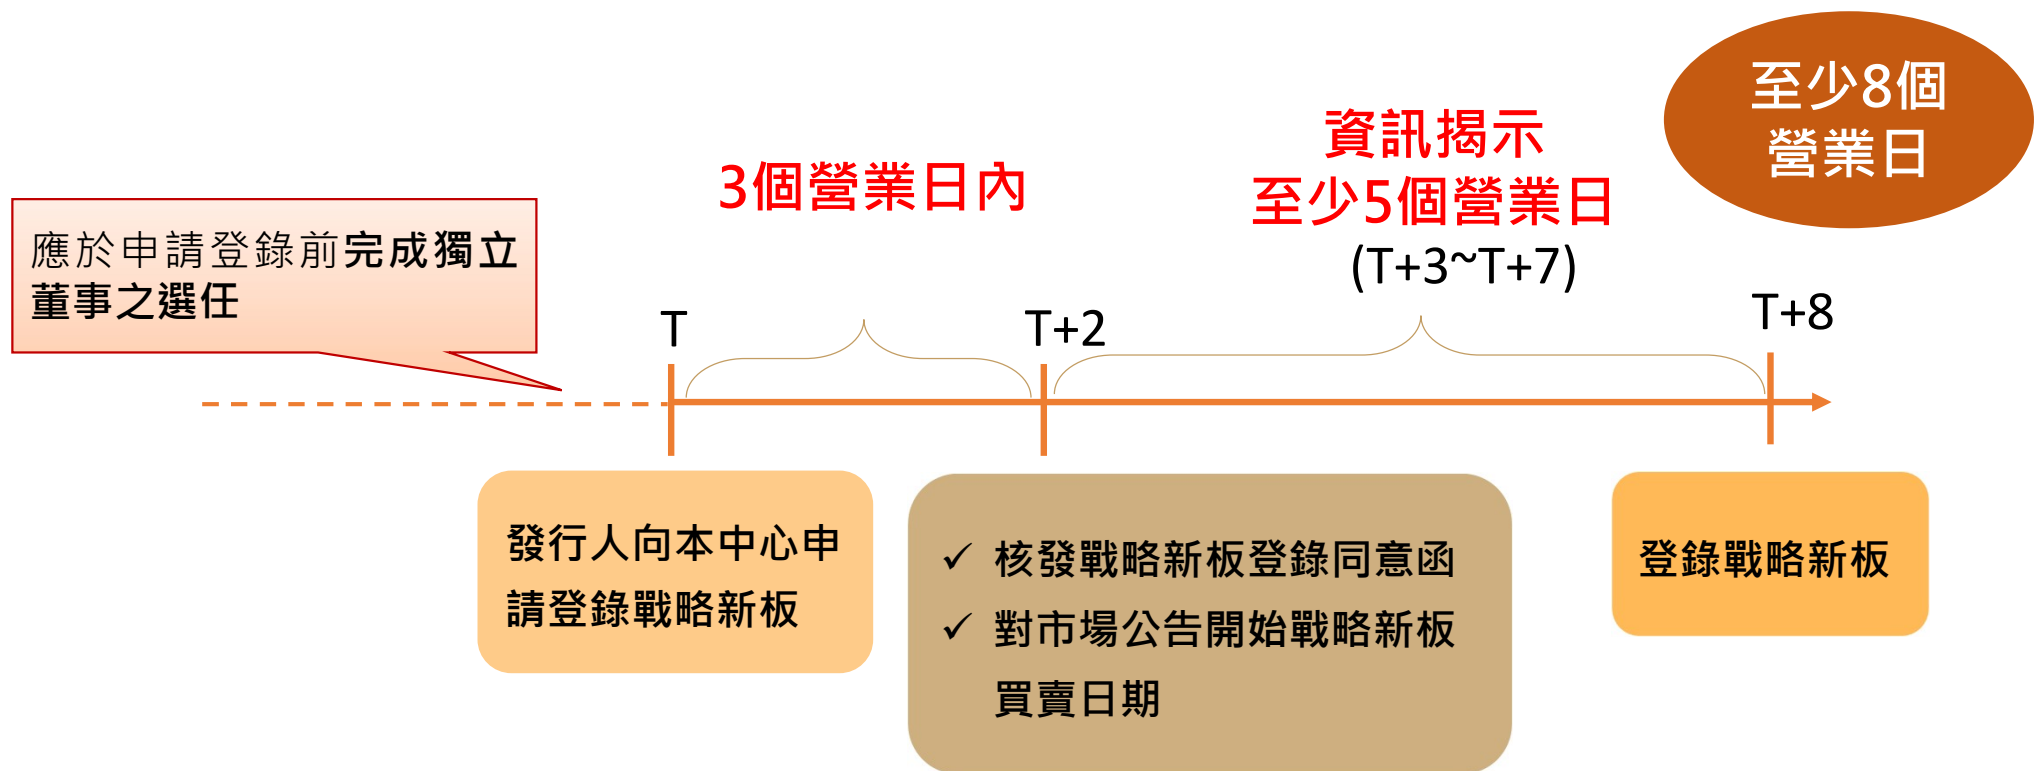 至少8個
營業日
資訊揭示
至少5個營業日
(T+3~T+7)
3個營業日內
應於申請登錄前完成獨立
董事之選任
T
T+2
T+8
發行人向本中心申
請登錄戰略新板
✓ 核發戰略新板登錄同意函
✓ 對市場公告開始戰略新板
買賣日期
登錄戰略新板